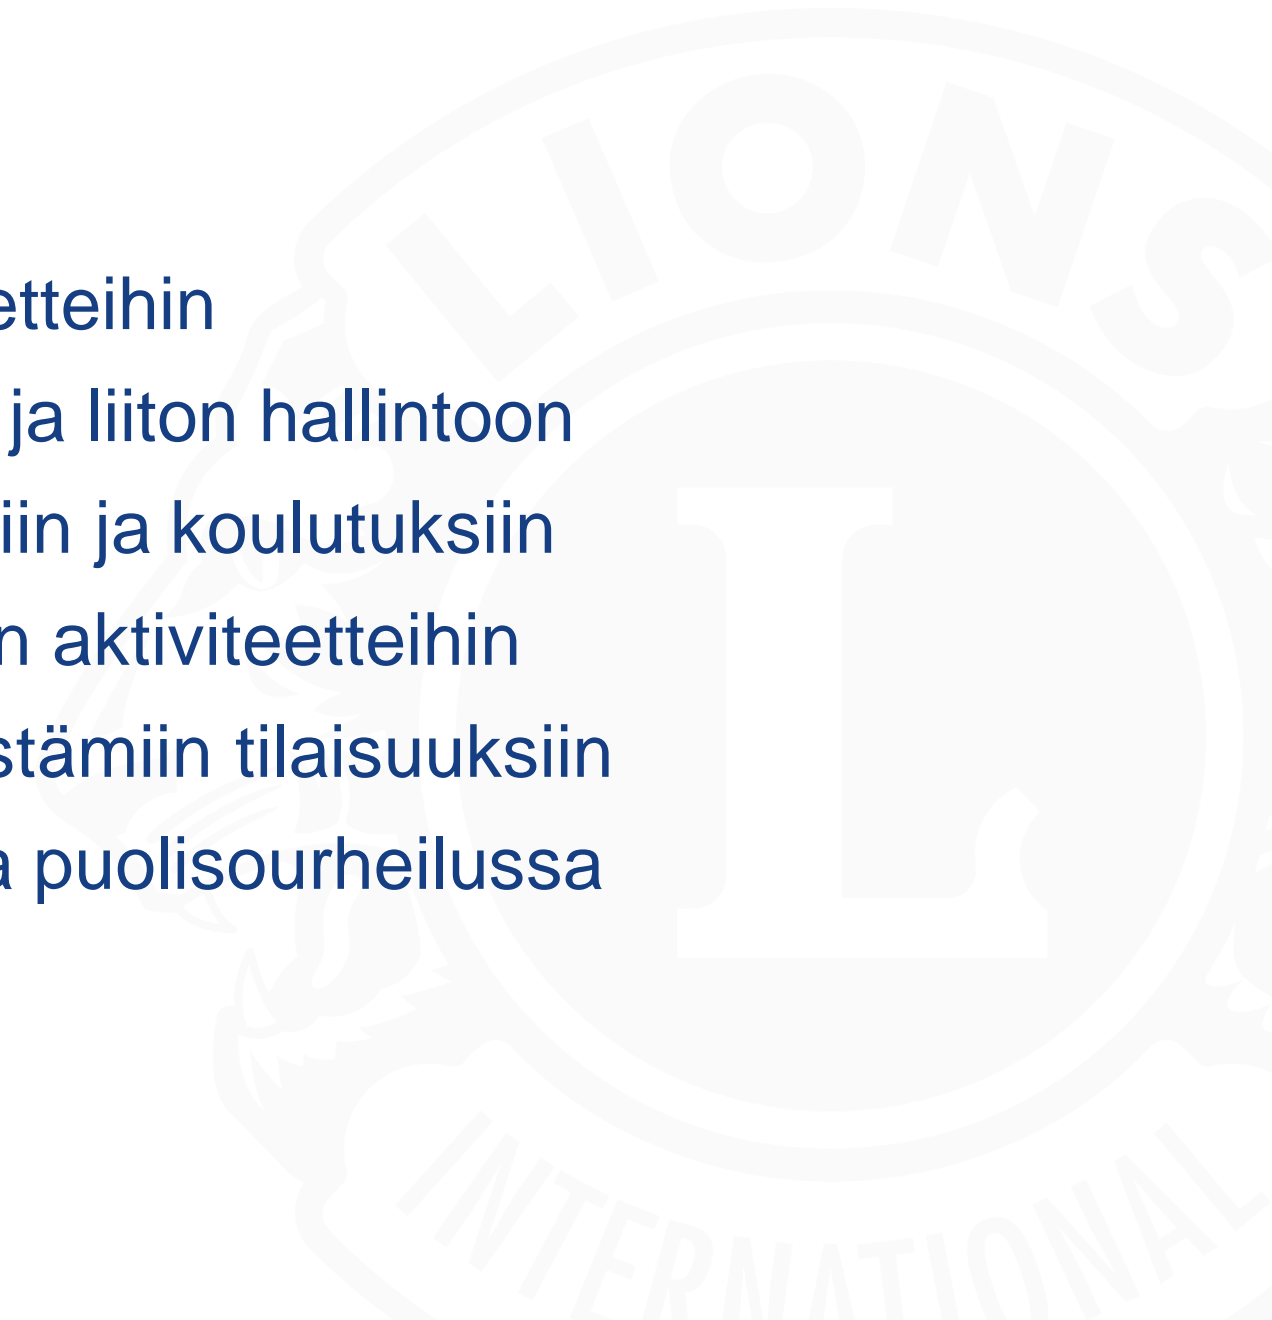 LIONS
etteihin
ja liiton hallintoon
iin ja koulutuksiin
n aktiviteetteihin
stämiin tilaisuuksiin
a puolisourheilussa
L
INTERNATIONAL